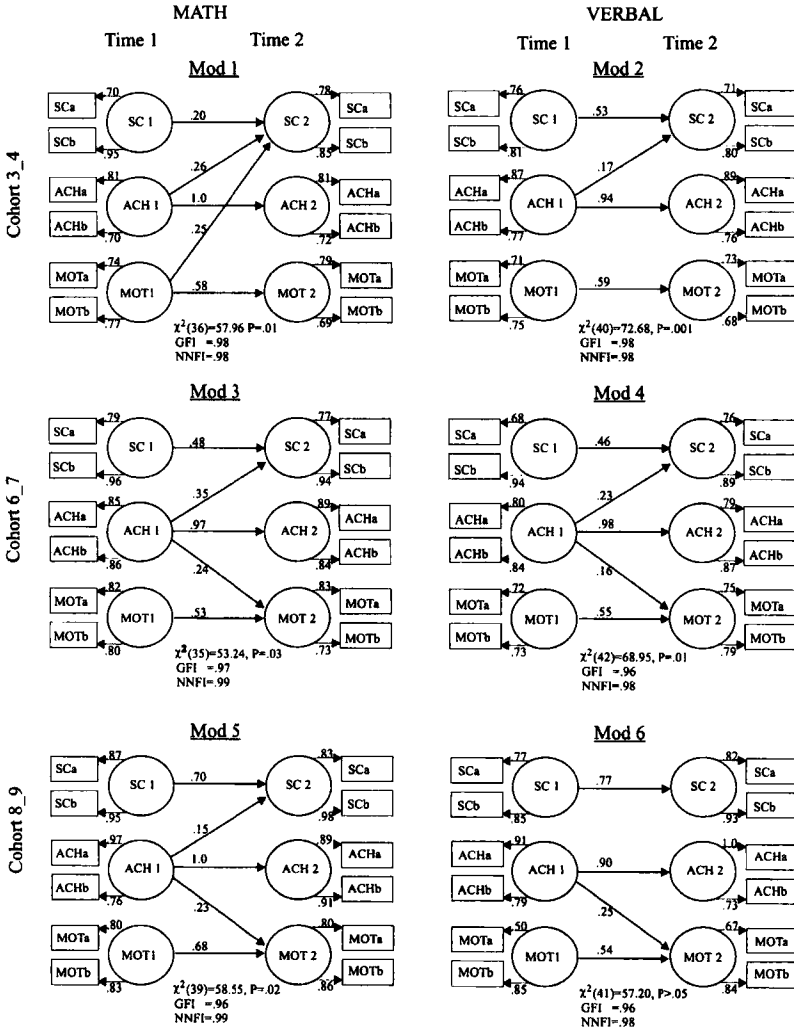 MATH
VERBAL
Time 1 Time 2
Time 1 Time 2
Cohort 3_4
Mod 1
SCa .70 SC 1 .20 SC 2 .78 SCa
SCb .95 .85 SCb
.26
ACHa .81 ACH 1 1.0 ACH 2 .81 ACHa
ACHb .70 .25 .72 ACHb
MOTa .74 MOT1 .58 MOT 2 .79 MOTa
MOTb .77 .69 MOTb
χ²(36)=57.96 P=.01
GFI =.98
NNFI=.98
Mod 2
SCa .76 SC 1 .53 SC 2 .71 SCa
SCb .81 .80 SCb
.17
ACHa .87 ACH 1 .94 ACH 2 .89 ACHa
ACHb .77 .76 ACHb
MOTa .71 MOT1 .59 MOT 2 .73 MOTa
MOTb .75 .68 MOTb
χ²(40)=72.68, P=.001
GFI =.98
NNFI=.98
Cohort 6_7
Mod 3
SCa .79 SC 1 .48 SC 2 .77 SCa
SCb .96 .94 SCb
.35
ACHa .85 ACH 1 .97 ACH 2 .89 ACHa
ACHb .86 .24 .84 ACHb
MOTa .82 MOT1 .53 MOT 2 .83 MOTa
MOTb .80 .73 MOTb
χ²(35)=53.24, P=.03
GFI =.97
NNFI=.99
Mod 4
SCa .68 SC 1 .46 SC 2 .76 SCa
SCb .94 .89 SCb
.23
ACHa .80 ACH 1 .98 ACH 2 .79 ACHa
ACHb .84 .16 .87 ACHb
MOTa .72 MOT1 .55 MOT 2 .75 MOTa
MOTb .73 .79 MOTb
χ²(42)=68.95, P=.01
GFI =.96
NNFI=.98
Cohort 8_9
Mod 5
SCa .87 SC 1 .70 SC 2 .83 SCa
SCb .95 .98 SCb
.15
ACHa .97 ACH 1 1.0 ACH 2 .89 ACHa
ACHb .76 .23 .91 ACHb
MOTa .80 MOT1 .68 MOT 2 .80 MOTa
MOTb .83 .86 MOTb
χ²(39)=58.55, P=.02
GFI =.96
NNFI=.99
Mod 6
SCa .77 SC 1 .77 SC 2 .82 SCa
SCb .85 .93 SCb
ACHa .91 ACH 1 .90 ACH 2 1.0 ACHa
ACHb .79 .25 .73 ACHb
MOTa .50 MOT1 .54 MOT 2 .67 MOTa
MOTb .85 .84 MOTb
χ²(41)=57.20, P>.05
GFI =.96
NNFI=.98